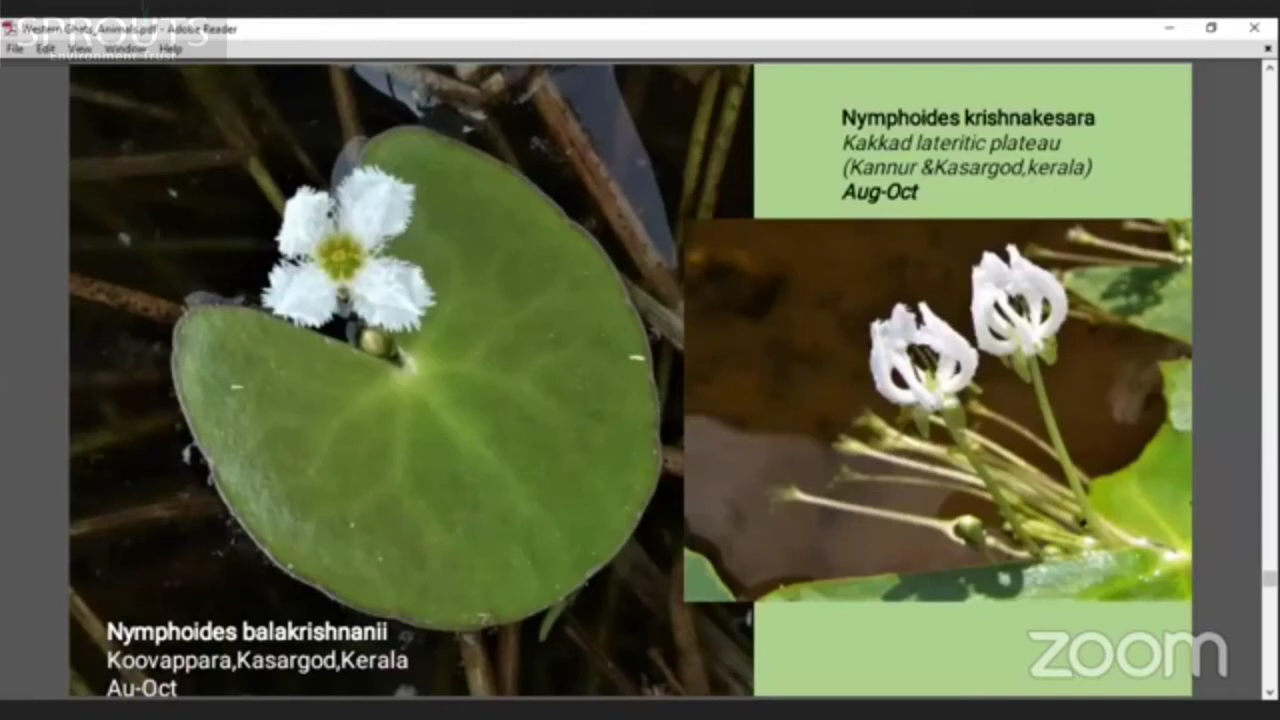 SPROUTS
Environment Trust
Western Ghats_Animals.pdf - Adobe Reader
File Edit View Window Help
Nymphoides krishnakesara
Kakkad lateritic plateau
(Kannur &Kasargod,kerala)
Aug-Oct
Nymphoides balakrishnanii
Koovappara,Kasargod,Kerala
Au-Oct
zoom